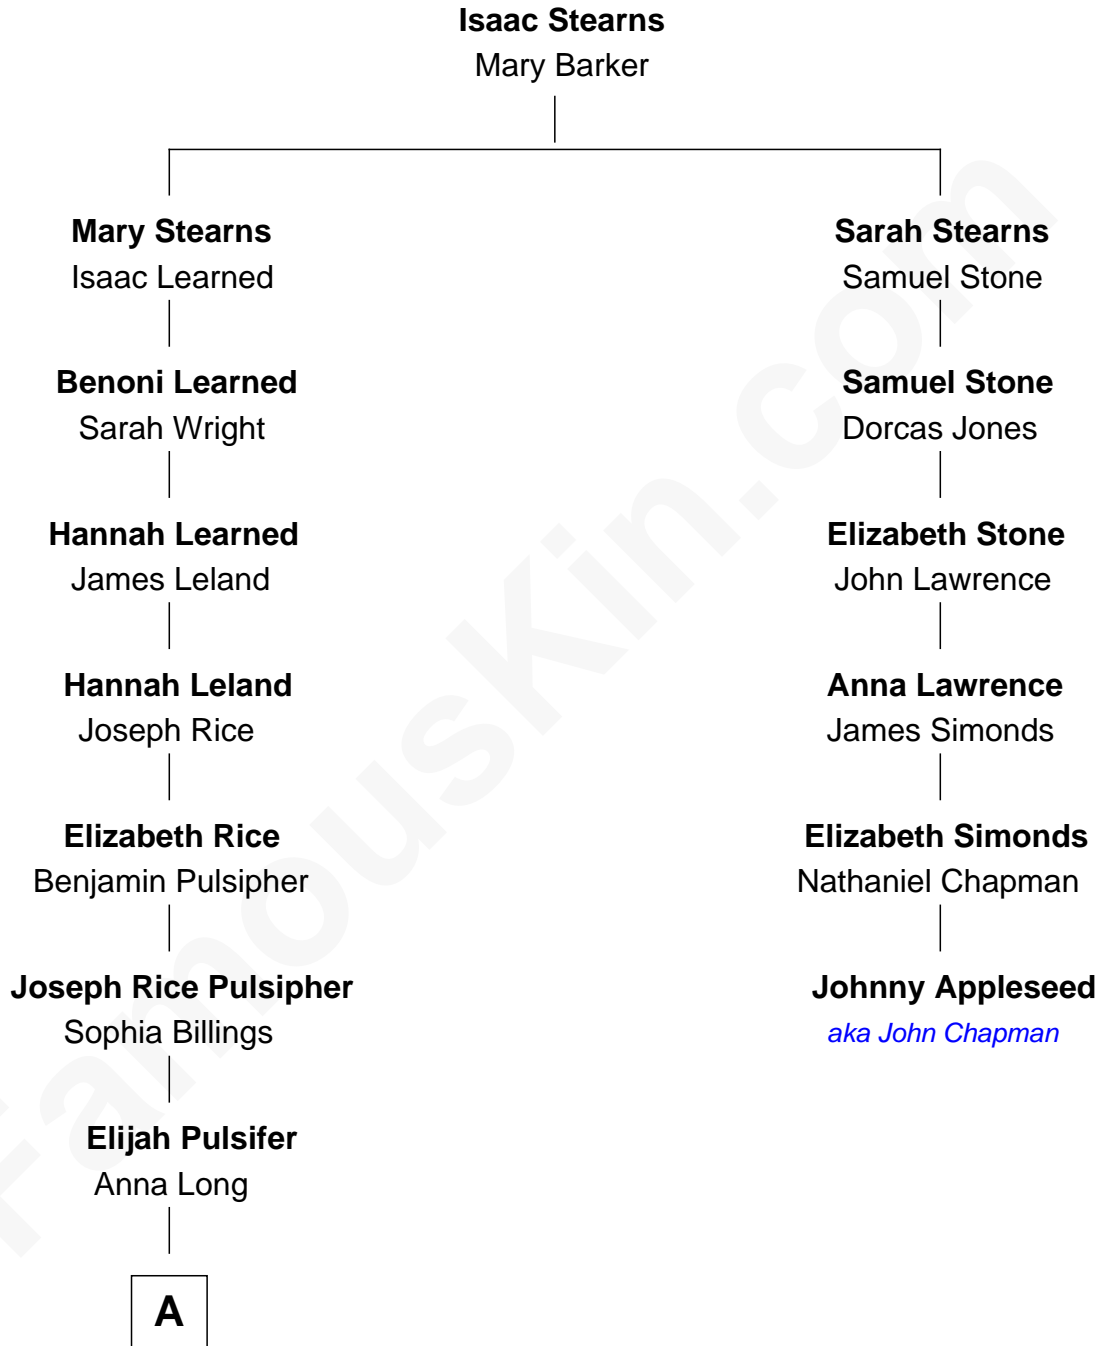 Isaac Stearns
Mary Barker
Mary Stearns
Isaac Learned
Sarah Stearns
Samuel Stone
Benoni Learned
Sarah Wright
Samuel Stone
Dorcas Jones
Hannah Learned
James Leland
Elizabeth Stone
John Lawrence
Hannah Leland
Joseph Rice
Anna Lawrence
James Simonds
Elizabeth Rice
Benjamin Pulsipher
Elizabeth Simonds
Nathaniel Chapman
Joseph Rice Pulsipher
Sophia Billings
Johnny Appleseed
aka John Chapman
Elijah Pulsifer
Anna Long
A
FamousKin.com